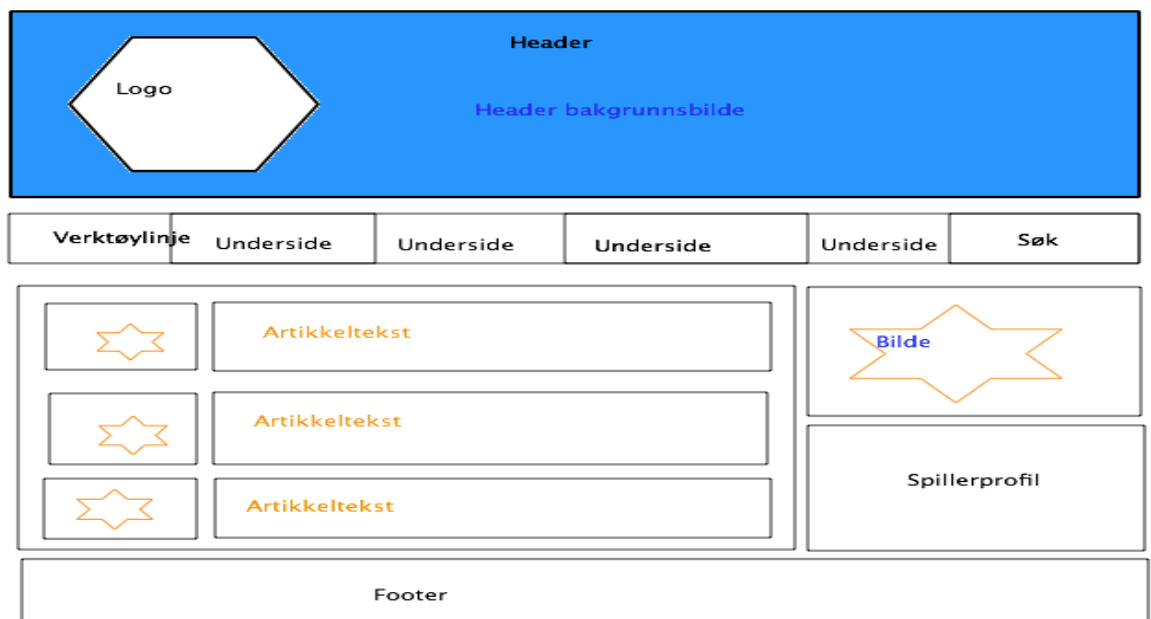 Header
Logo
Header bakgrunnsbilde
Verktøylinje Underside Underside Underside Underside Søk
Artikkeltekst
Bilde
Artikkeltekst
Spillerprofil
Artikkeltekst
Footer